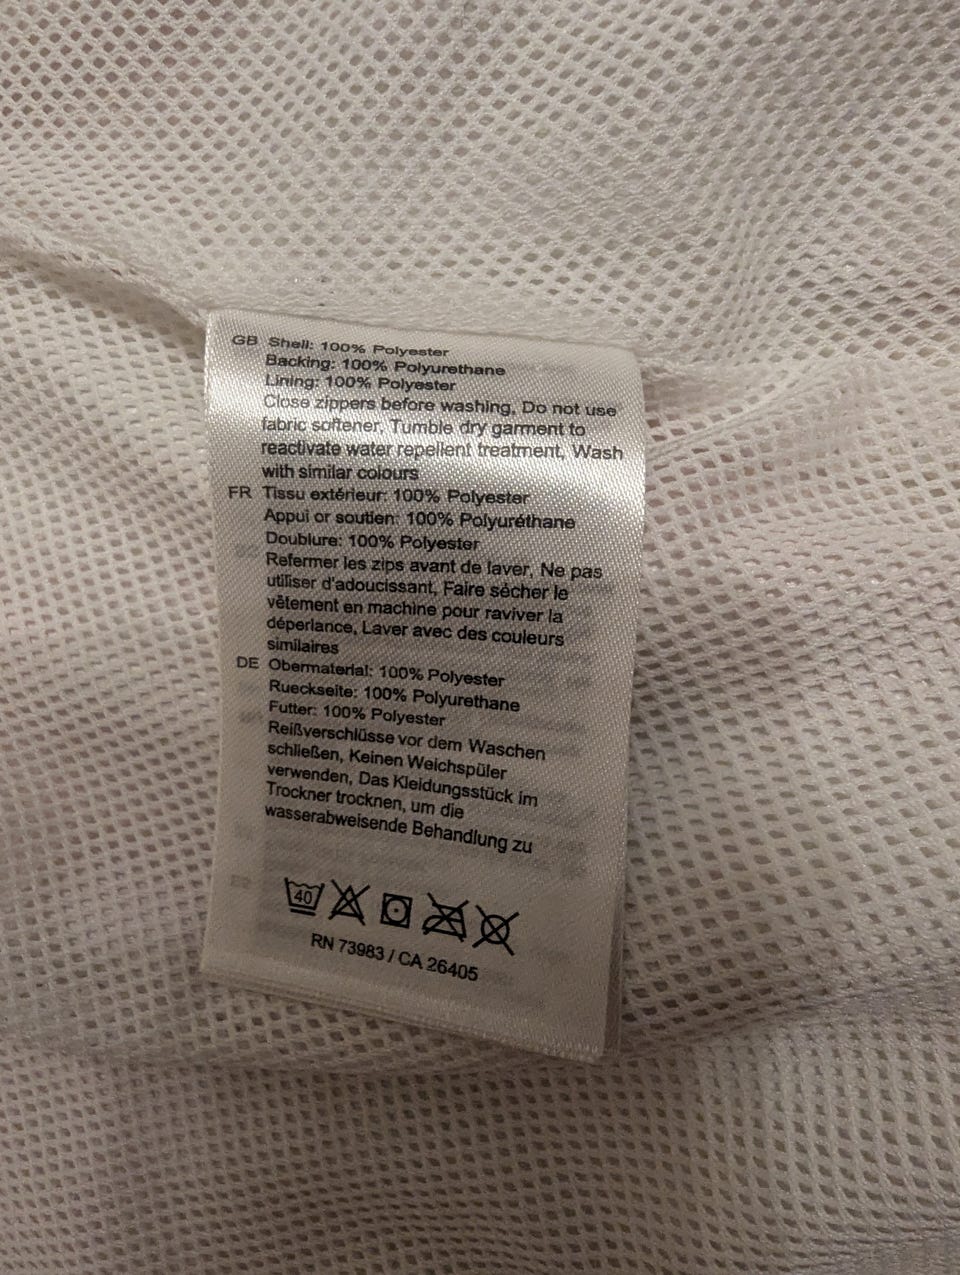 GB Shell: 100% Polyester
Backing: 100% Polyurethane
Lining: 100% Polyester
Close zippers before washing, Do not use
fabric softener, Tumble dry garment to
reactivate water repellent treatment, Wash
with similar colours
FR Tissu extérieur: 100% Polyester
Appui or soutien: 100% Polyuréthane
Doublure: 100% Polyester
Refermer les zips avant de laver, Ne pas
utiliser d'adoucissant, Faire sécher le
vêtement en machine pour raviver la
déperlance, Laver avec des couleurs
similaires
DE Obermaterial: 100% Polyester
Rueckseite: 100% Polyurethane
Futter: 100% Polyester
Reißverschlüsse vor dem Waschen
schließen, Keinen Weichspüler
verwenden, Das Kleidungsstück im
Trockner trocknen, um die
wasserabweisende Behandlung zu
40
RN 73983 / CA 26405